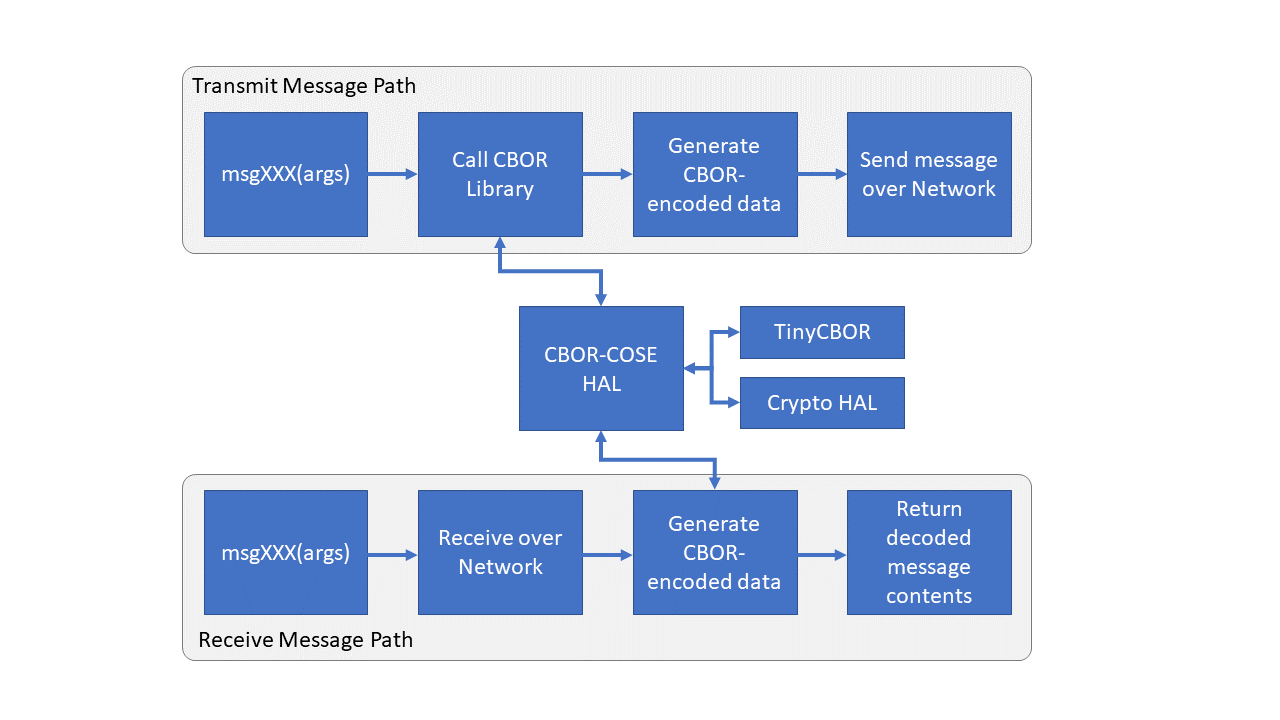 Transmit Message Path
msgXXX(args)
Call CBOR
Library
Generate
CBOR-
encoded data
Send message
over Network
CBOR-COSE
HAL
TinyCBOR
Crypto HAL
msgXXX(args)
Receive over
Network
Generate
CBOR-
encoded data
Return
decoded
message
contents
Receive Message Path